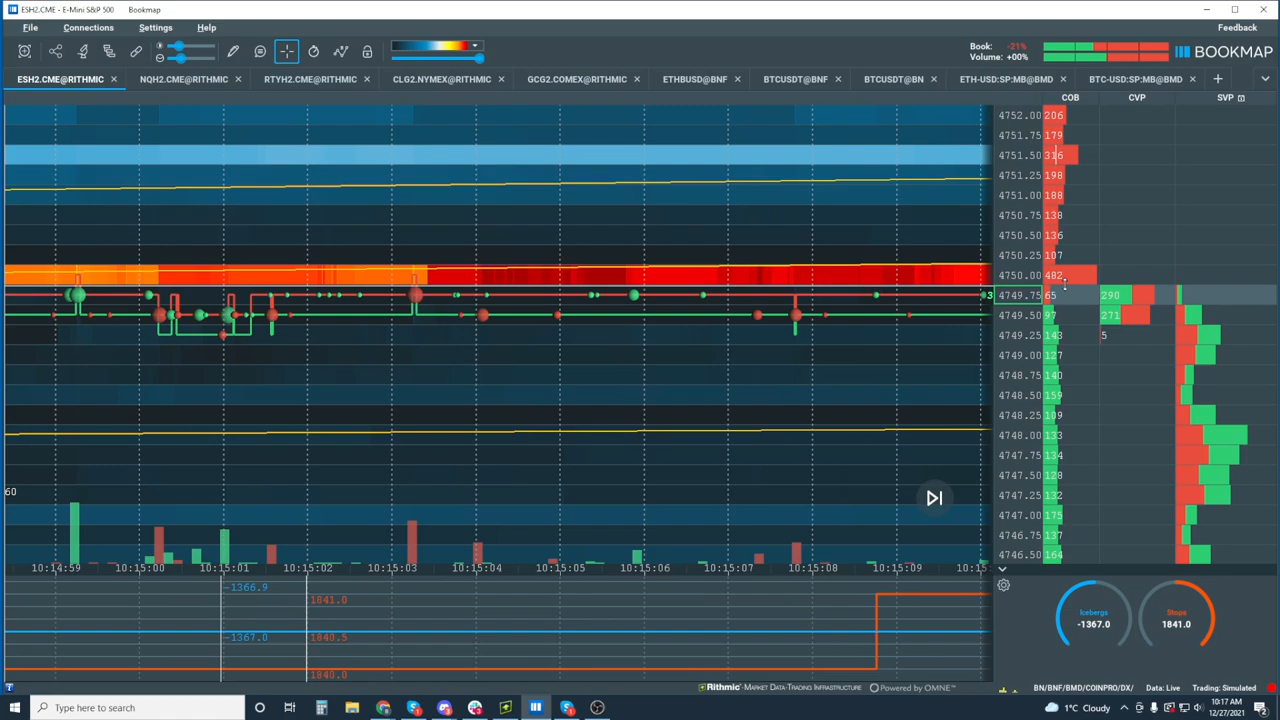 ESH2.CME - E-Mini S&P 500
Bookmap
File Connections Settings Help Feedback
Book: -21%
Volume: +00%
BOOKMAP
ESH2.CME@RITHMIC NQH2.CME@RITHMIC RTYH2.CME@RITHMIC CLG2.NYMEX@RITHMIC GCG2.COMEX@RITHMIC ETHBUSD@BNF BTCUSDT@BNF BTCUSDT@BN ETH-USD:SP:MB@BMD BTC-USD:SP:MB@BMD
COB CVP SVP
4752.00 206
4751.75 179
4751.50 316
4751.25 198
4751.00 188
4750.75 138
4750.50 136
4750.25 107
4750.00 482
3 4749.75 65 290
4749.50 97 271
4749.25 143 5
4749.00 127
4748.75 140
4748.50 159
4748.25 109
4748.00 133
4747.75 134
4747.50 128
60
4747.25 132
4747.00 175
4746.75 137
4746.50 164
10:14:59 10:15:00 10:15:01 10:15:02 10:15:03 10:15:04 10:15:05 10:15:06 10:15:07 10:15:08 10:15:09 10:15:
-1366.9
1841.0
-1367.0 1840.5
1840.0
Icebergs Stops
-1367.0 1841.0
Rithmic - MARKET DATA-TRADING INFRASTRUCTURE Powered by OMNE™ BN/BNF/BMD/COINPRO/DX/ Data: Live Trading: Simulated
Type here to search
1°C Cloudy
10:17 AM
12/27/2021
2